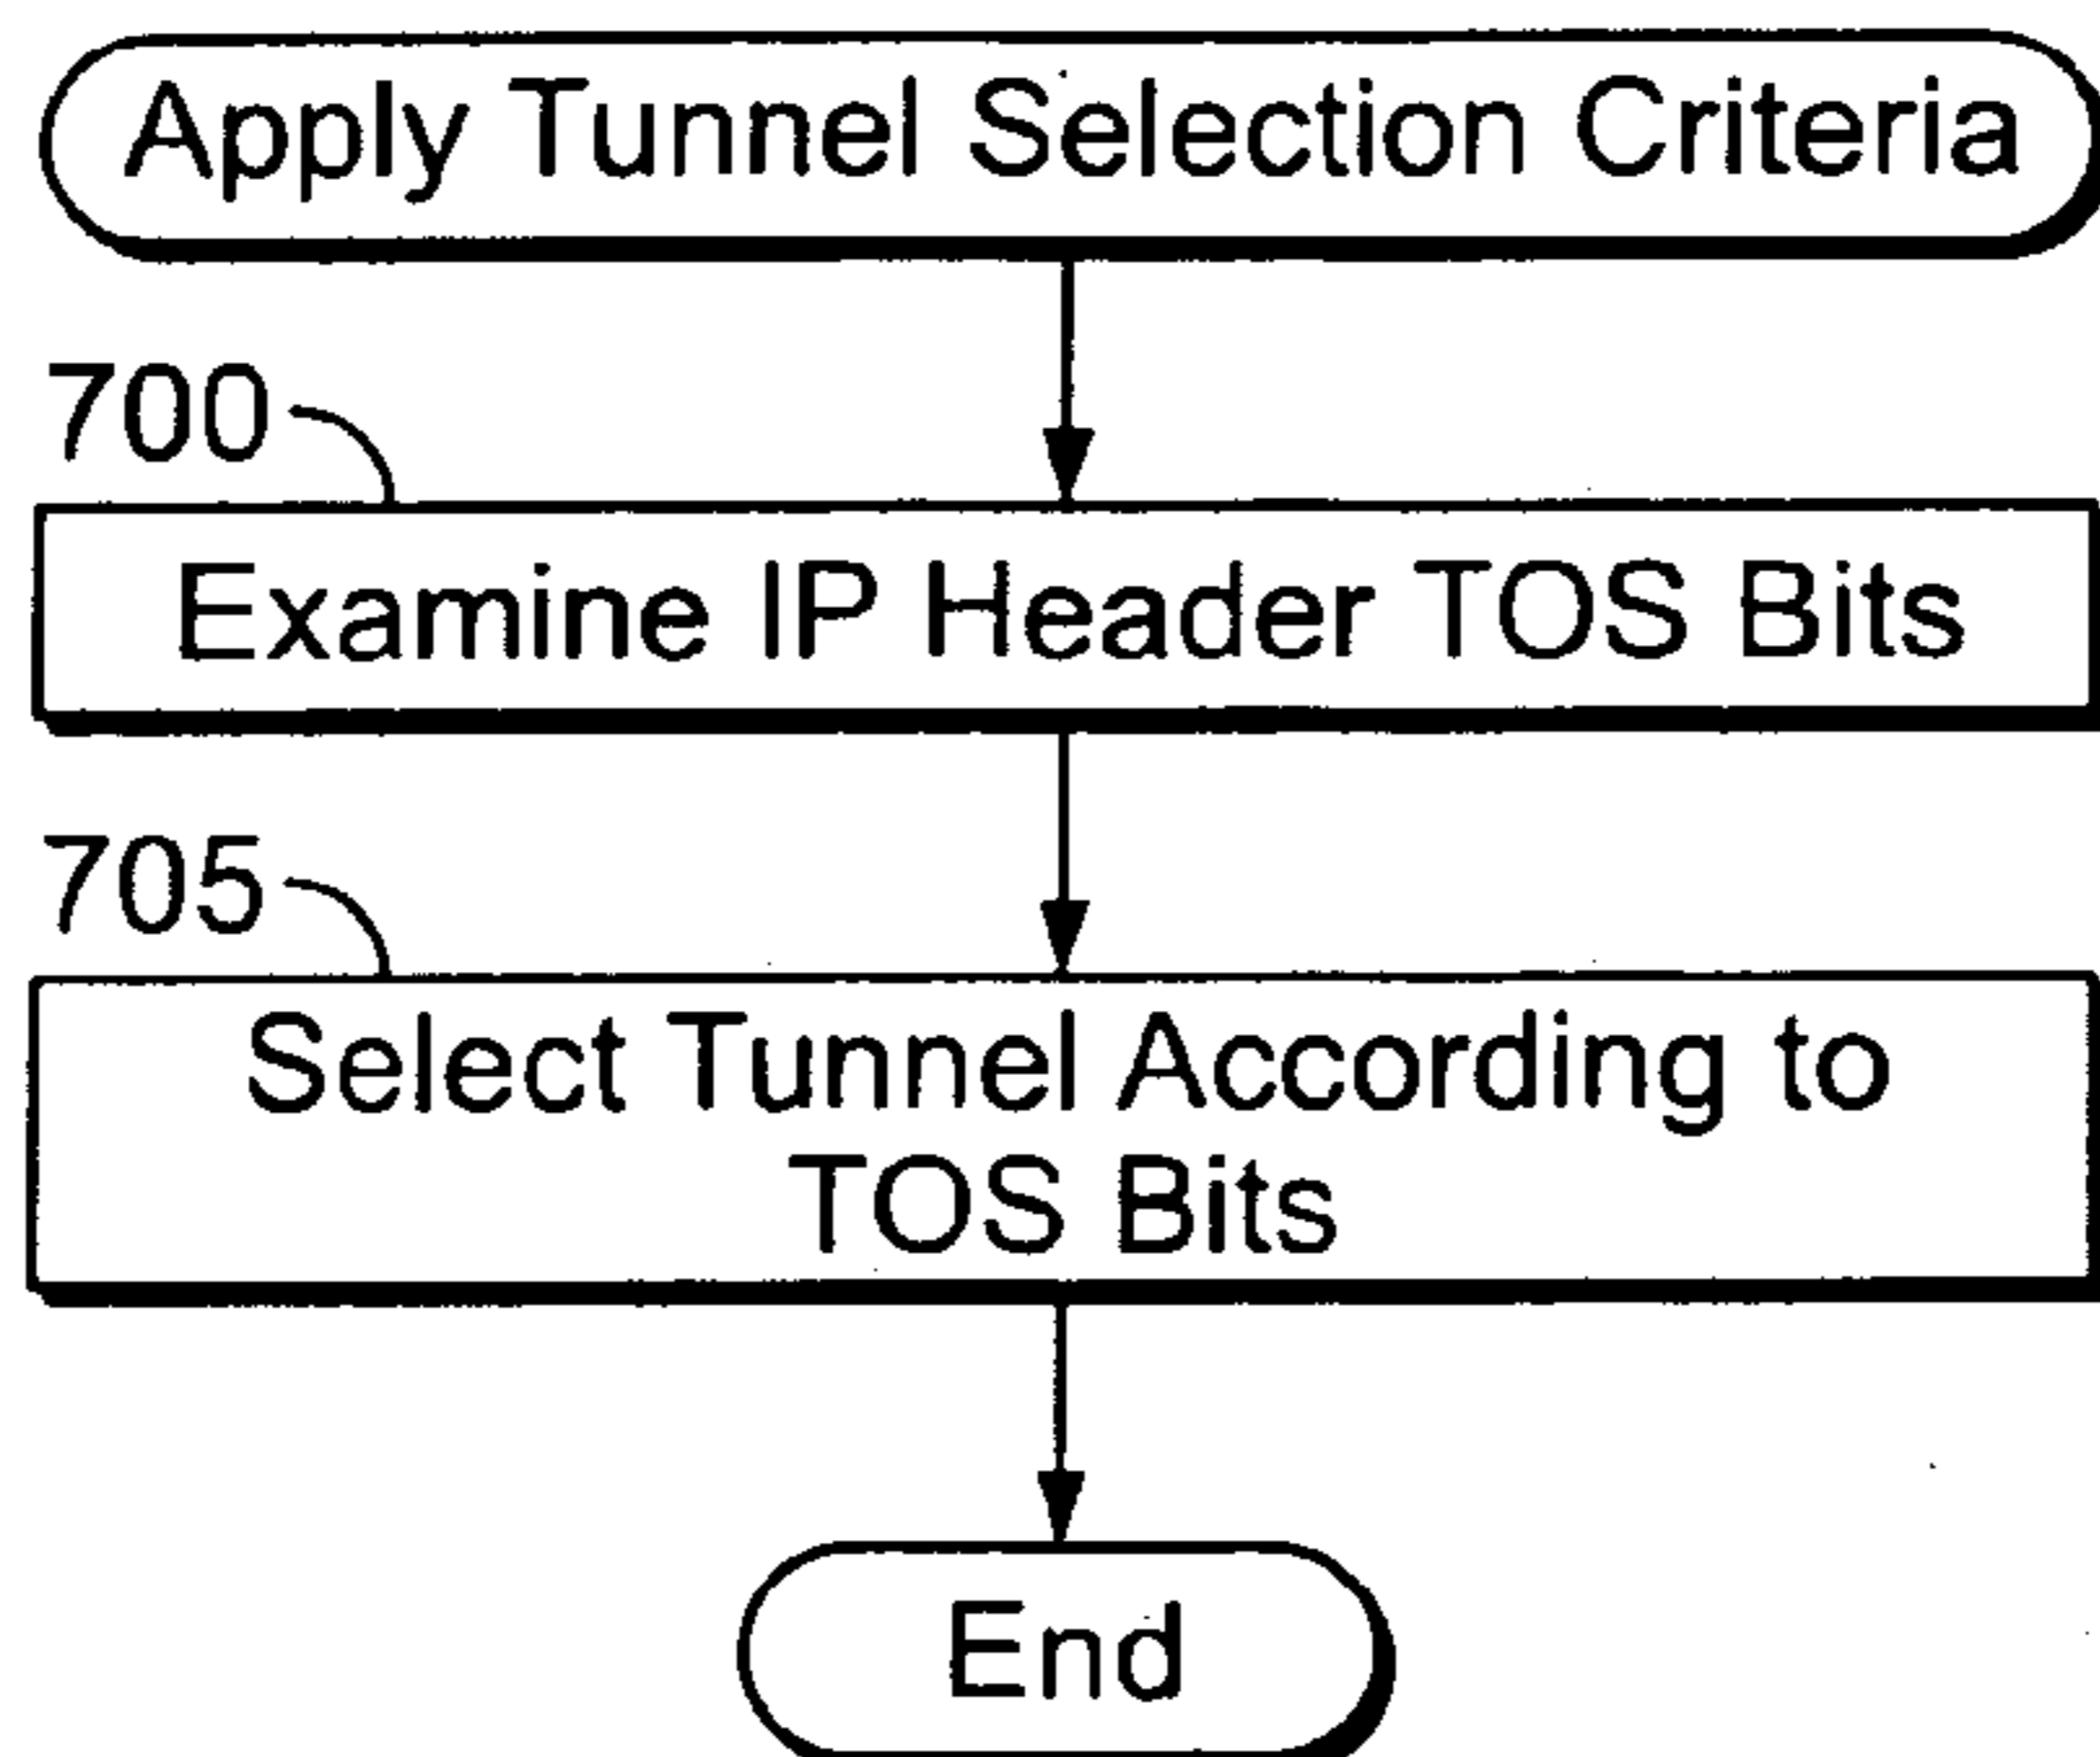 Apply Tunnel Selection Criteria
700
Examine IP Header TOS Bits
705
Select Tunnel According to
TOS Bits
End